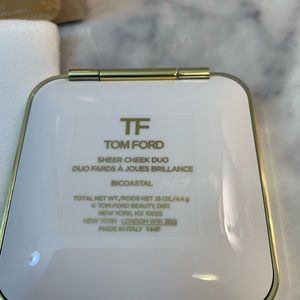 TF
TOM FORD
SHEER CHEEK DUO
DUO FARDS À JOUES BRILLANCE
BICOASTAL
TOTAL NET WT./POIDS NET .15 OZ./4.4 g
© TOM FORD BEAUTY, DIST.
NEW YORK, NY 10022
NEW YORK · LONDON W1K 3BQ
MADE IN ITALY T44F